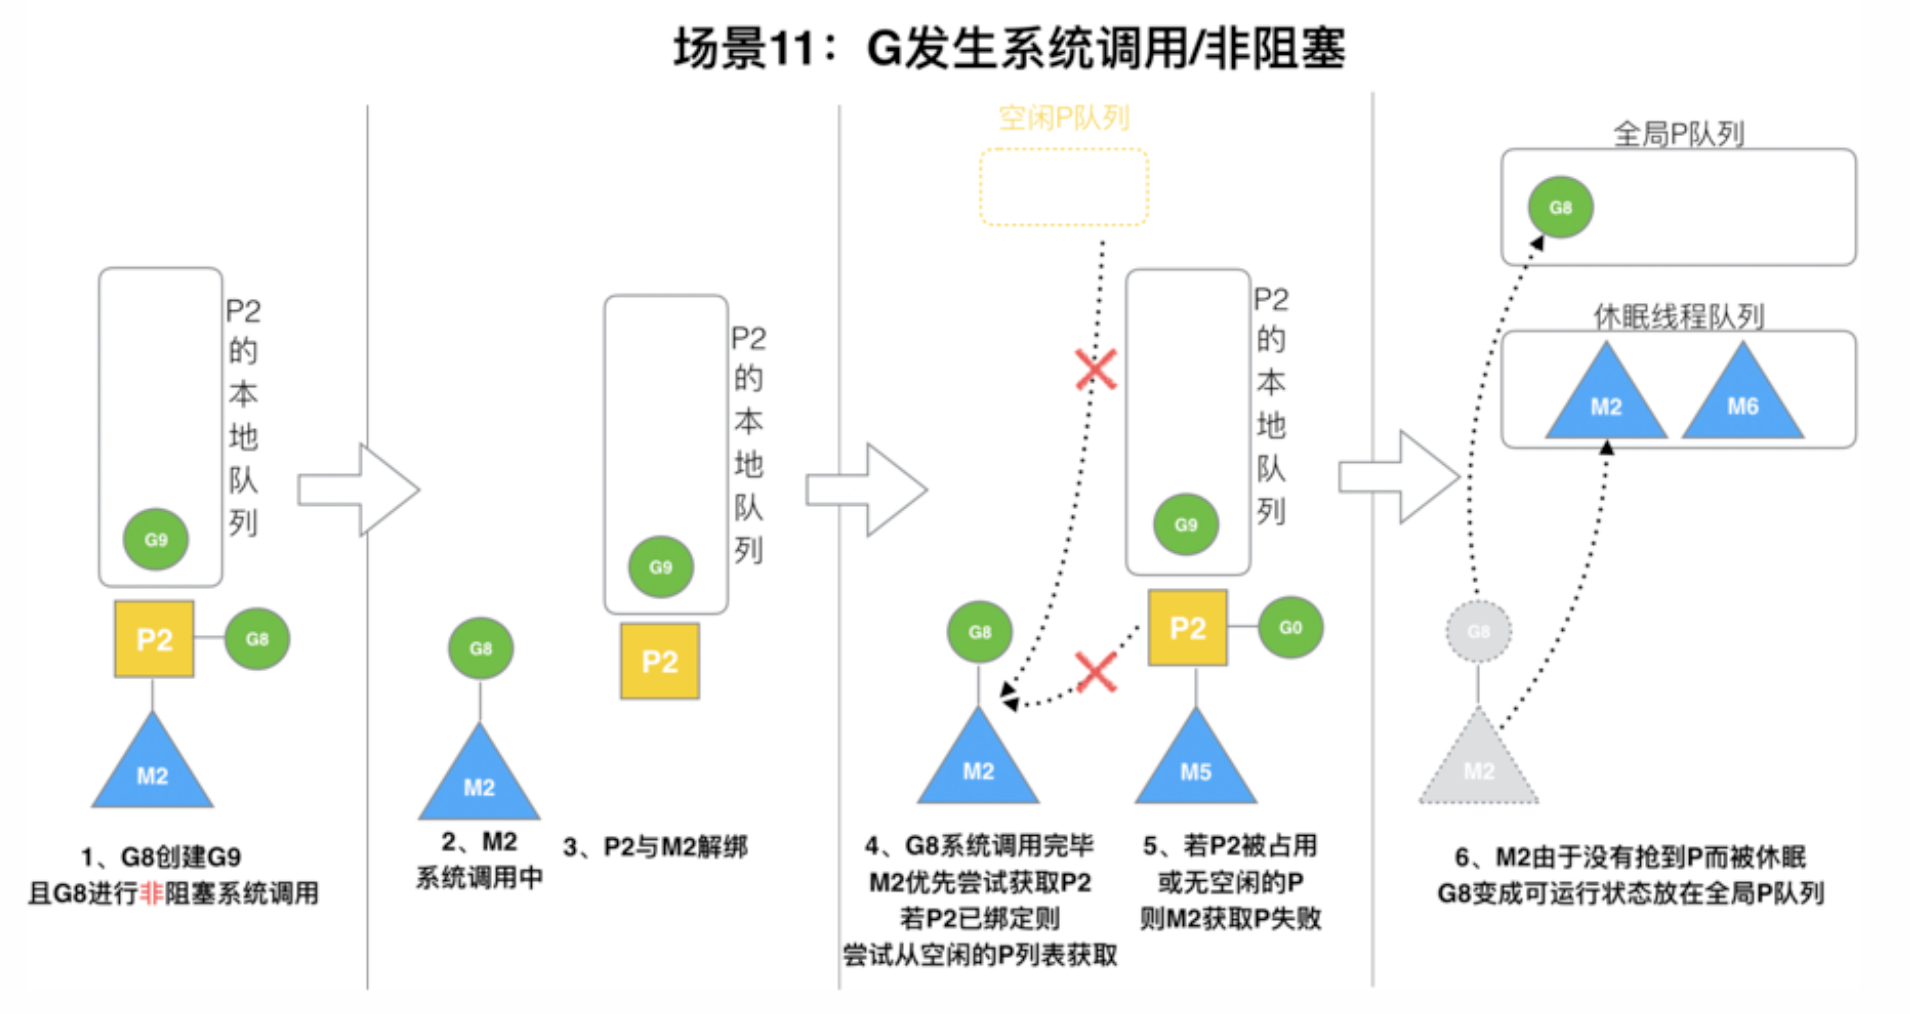 场景11：G发生系统调用/非阻塞
P2的本地队列
G9
P2
G8
M2
1、G8创建G9
且G8进行非阻塞系统调用
P2的本地队列
G9
G8
P2
M2
2、M2
系统调用中
3、P2与M2解绑
空闲P队列
P2的本地队列
G9
G8
P2
G0
M2
M5
4、G8系统调用完毕
M2优先尝试获取P2
若P2已绑定则
尝试从空闲的P列表获取
5、若P2被占用
或无空闲的P
则M2获取P失败
全局P队列
G8
休眠线程队列
M2
M6
G8
M2
6、M2由于没有抢到P而被休眠
G8变成可运行状态放在全局P队列